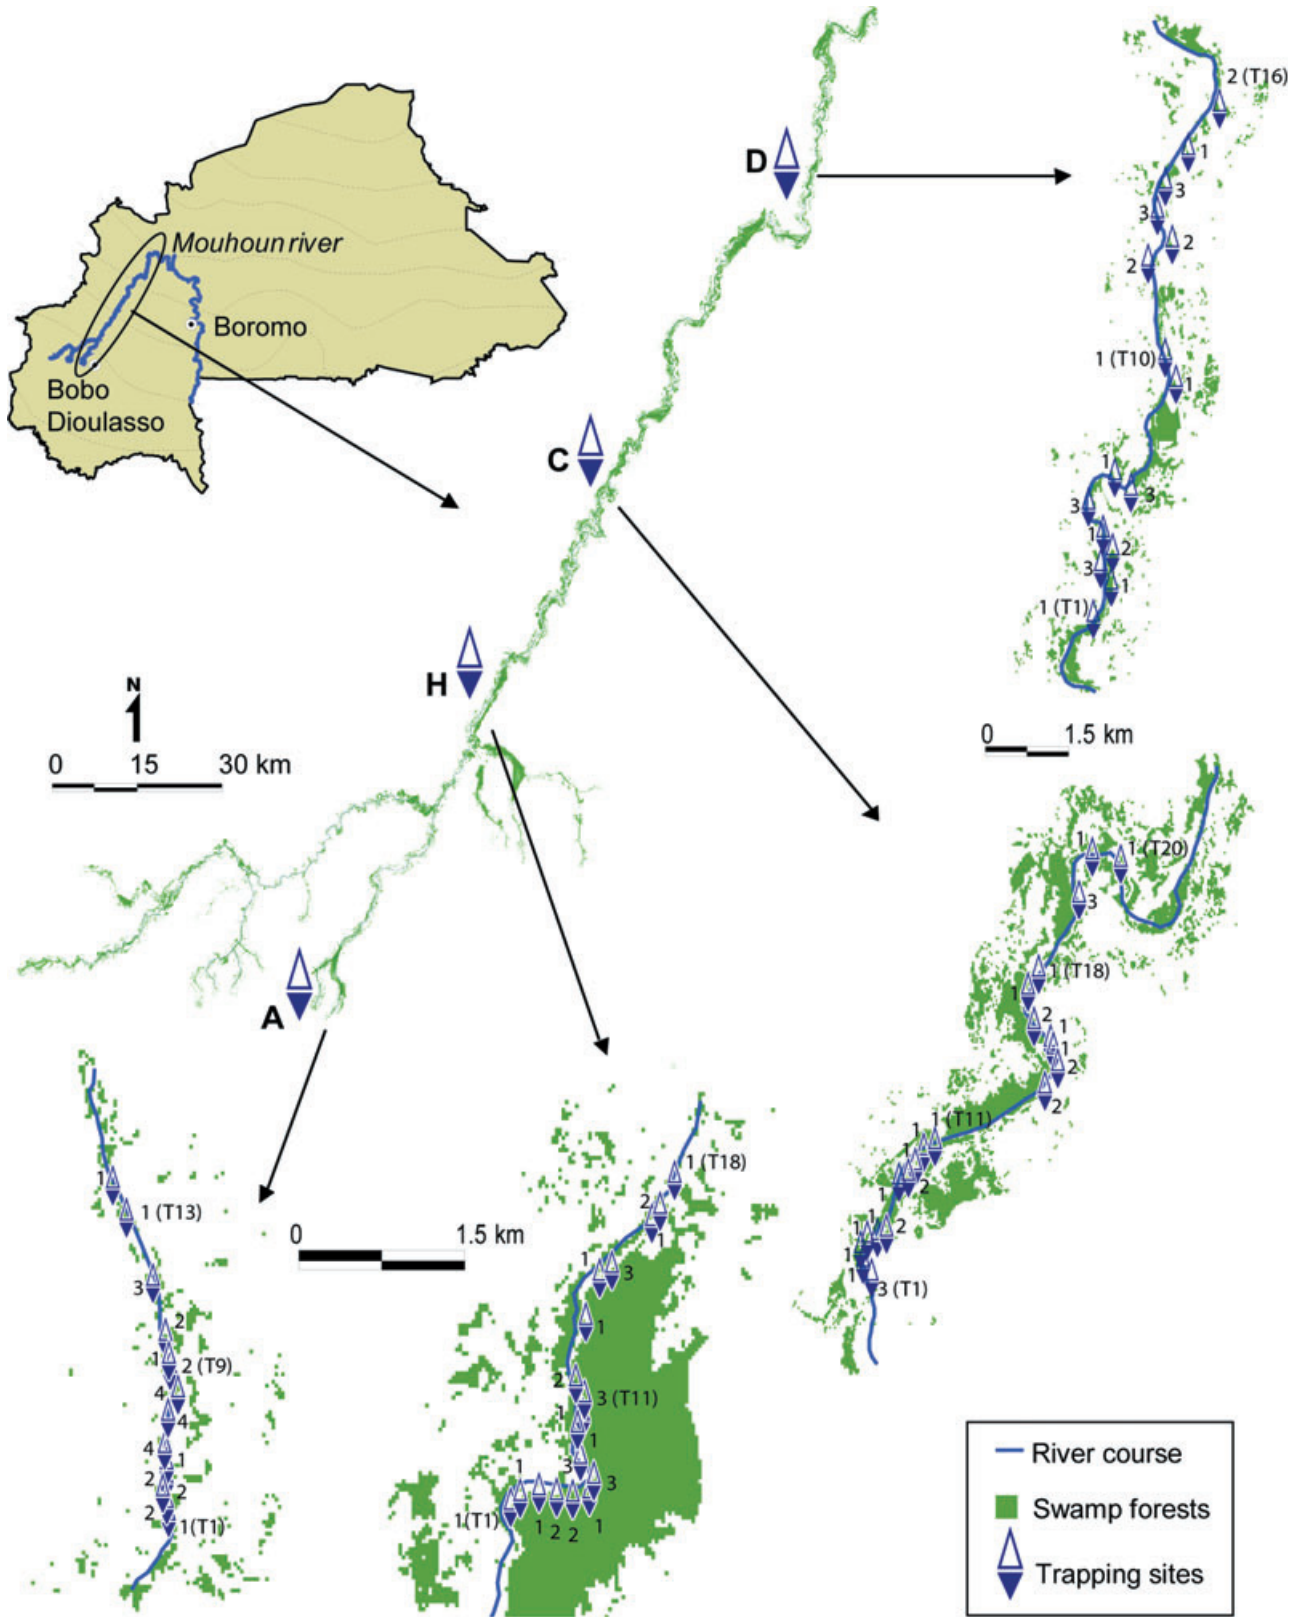 Mouhoun river
Boromo
Bobo
Dioulasso
D
C
H
A
N
0 15 30 km
2 (T16)
1
3
3
2
2
1 (T10)
1
1
3
3
1
2
3
1
1 (T1)
0 1.5 km
1
1 (T20)
3
1 (T18)
1
2
1
1
2
2
1 (T11)
1
1
2
1
1
2
1
1
3 (T1)
1
1 (T13)
3
2
1
2 (T9)
4
4
4
1
2
2
2
1(T1)
0 1.5 km
1 (T18)
2
1
1
3
1
2
3 (T11)
1
1
3
3
1
1(T1)
1
2
2
1
River course
Swamp forests
Trapping sites